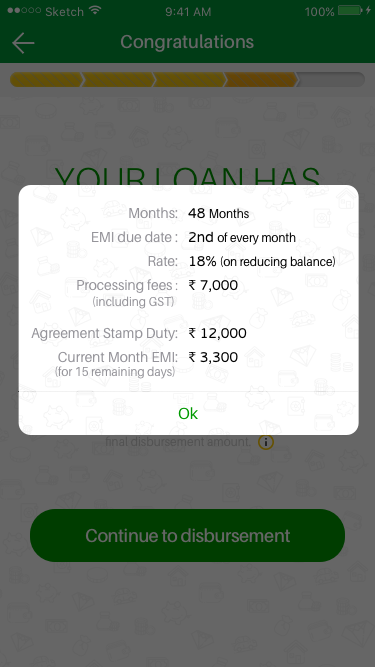 Sketch 9:41 AM 100%
Congratulations
YOUR LOAN HAS
Months: 48 Months
EMI due date : 2nd of every month
Rate: 18% (on reducing balance)
Processing fees : ₹ 7,000
(including GST)
Agreement Stamp Duty: ₹ 12,000
Current Month EMI: ₹ 3,300
(for 15 remaining days)
Ok
final disbursement amount. i
Continue to disbursement